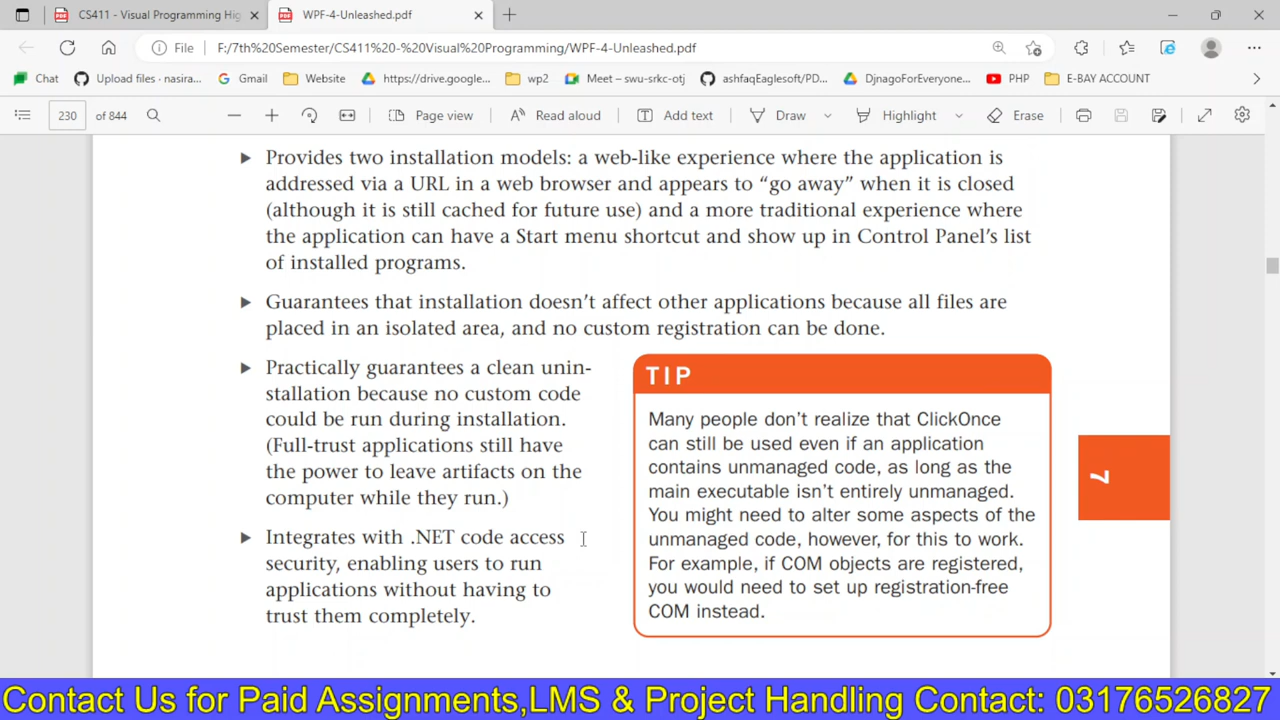 CS411 - Visual Programming Hig
WPF-4-Unleashed.pdf
File
F:/7th%20Semester/CS411%20-%20Visual%20Programming/WPF-4-Unleashed.pdf
Chat
Upload files · nasira...
Gmail
Website
https://drive.google...
wp2
Meet – swu-srkc-otj
ashfaqEaglesoft/PD...
DjnagoForEveryone...
PHP
E-BAY ACCOUNT
230 of 844
Page view
Read aloud
Add text
Draw
Highlight
Erase
► Provides two installation models: a web-like experience where the application is
addressed via a URL in a web browser and appears to “go away” when it is closed
(although it is still cached for future use) and a more traditional experience where
the application can have a Start menu shortcut and show up in Control Panel’s list
of installed programs.
► Guarantees that installation doesn’t affect other applications because all files are
placed in an isolated area, and no custom registration can be done.
► Practically guarantees a clean unin-
stallation because no custom code
could be run during installation.
(Full-trust applications still have
the power to leave artifacts on the
computer while they run.)
► Integrates with .NET code access
security, enabling users to run
applications without having to
trust them completely.
TIP
Many people don’t realize that ClickOnce
can still be used even if an application
contains unmanaged code, as long as the
main executable isn’t entirely unmanaged.
You might need to alter some aspects of the
unmanaged code, however, for this to work.
For example, if COM objects are registered,
you would need to set up registration-free
COM instead.
7
Contact Us for Paid Assignments,LMS & Project Handling Contact: 03176526827